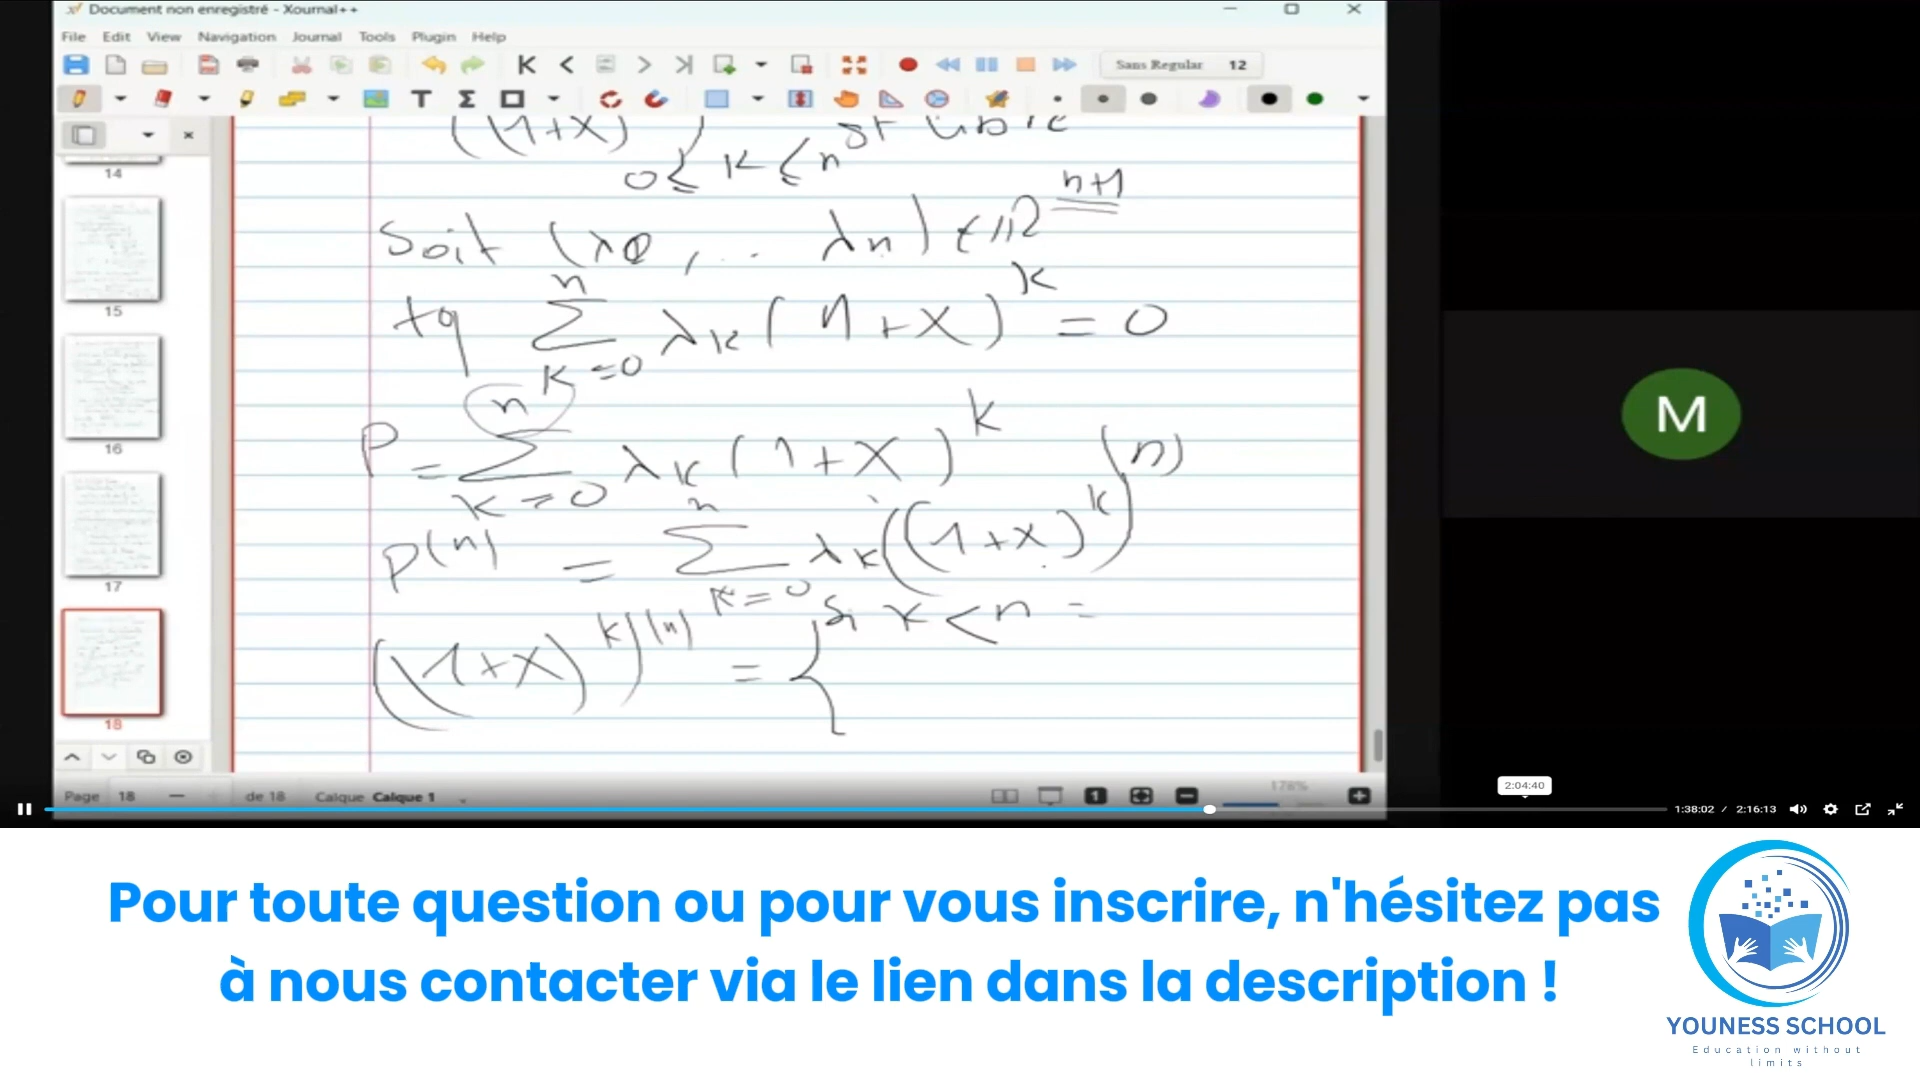 Document non enregistré - Xournal++
File Edit View Navigation Journal Tools Plugin Help
Sans Regular 12
14
15
16
17
18
((1+X)
0 ≤ k ≤ n
Soit (λ0, .. λn) ∈ ℝ^{n+1}
tq Σ_{k=0}^{n} λk (1+X)^k = 0
P = Σ_{k=0}^{n} λk (1+X)^k
P^(n) = Σ_{k=0}^{n} λk ((1+X)^k)^(n)
((1+X)^k)^(n) = { Si k < n =
Page 18 de 18 Calque Calque 1 178%
M
2:04:40
1:38:02 / 2:16:13
Pour toute question ou pour vous inscrire, n'hésitez pas
à nous contacter via le lien dans la description !
YOUNESS SCHOOL
Education without
limits